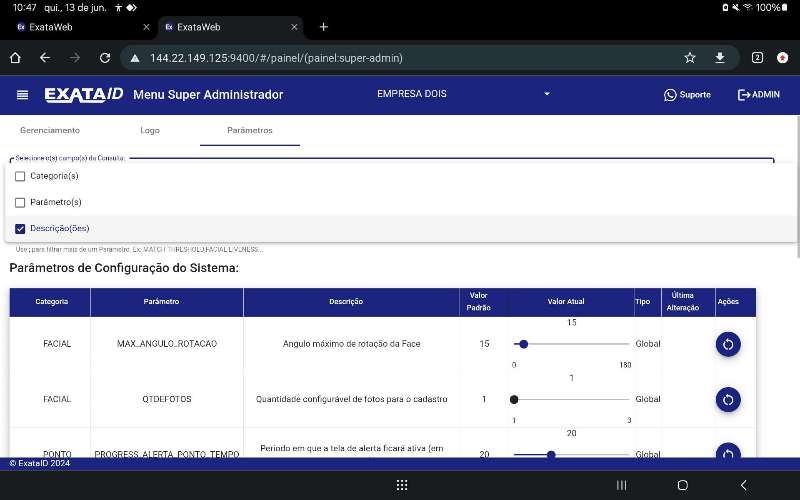 10:47 qui., 13 de jun.
100%
ExataWeb
ExataWeb
144.22.149.125:9400/#/painel/(painel:super-admin)
2
EXATAID Menu Super Administrador
EMPRESA DOIS
Suporte
ADMIN
Gerenciamento
Logo
Parâmetros
Selecione o(s) campo(s) da Consulta:
Categoria(s)
Parâmetro(s)
Descrição(ões)
Use ; para filtrar mais de um Parâmetro. Ex: MATCH THRESHOLD;FACIAL LIVENESS...
Parâmetros de Configuração do Sistema:
Categoria
Parâmetro
Descrição
Valor Padrão
Valor Atual
Tipo
Última Alteração
Ações
15
FACIAL MAX_ANGULO_ROTACAO Angulo máximo de rotação da Face 15 Global
0 180
1
FACIAL QTDEFOTOS Quantidade configurável de fotos para o cadastro 1 Global
1 3
20
Período em que a tela de alerta ficará ativa (em
PONTO PROGRESS_ALERTA_PONTO_TEMPO 20 Global
© ExataID 2024